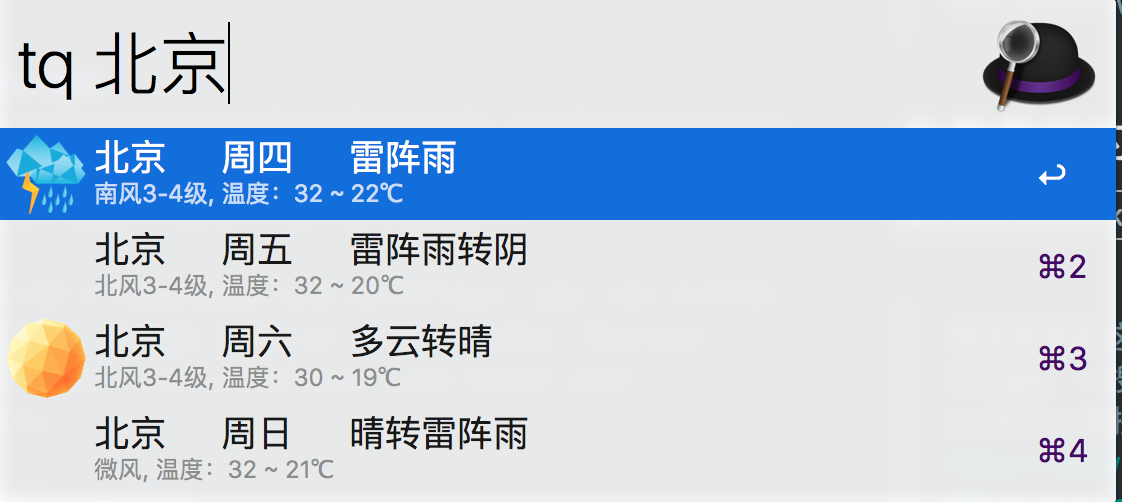 tq 北京
北京 周四 雷阵雨
南风3-4级, 温度：32 ~ 22℃
↩
北京 周五 雷阵雨转阴
北风3-4级, 温度：32 ~ 20℃
⌘2
北京 周六 多云转晴
北风3-4级, 温度：30 ~ 19℃
⌘3
北京 周日 晴转雷阵雨
微风, 温度：32 ~ 21℃
⌘4